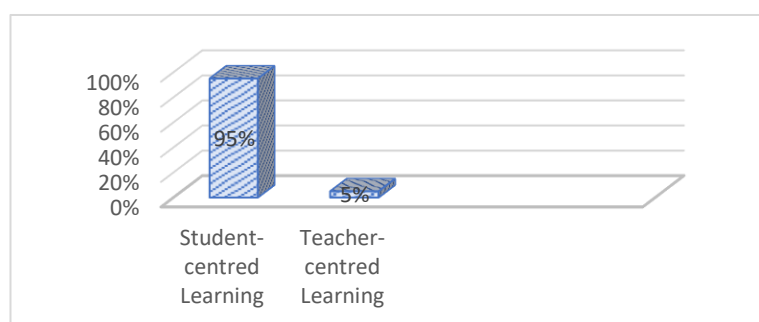 100%
80%
60%
40%
20%
0%
95%
5%
Student-
centred
Learning
Teacher-
centred
Learning